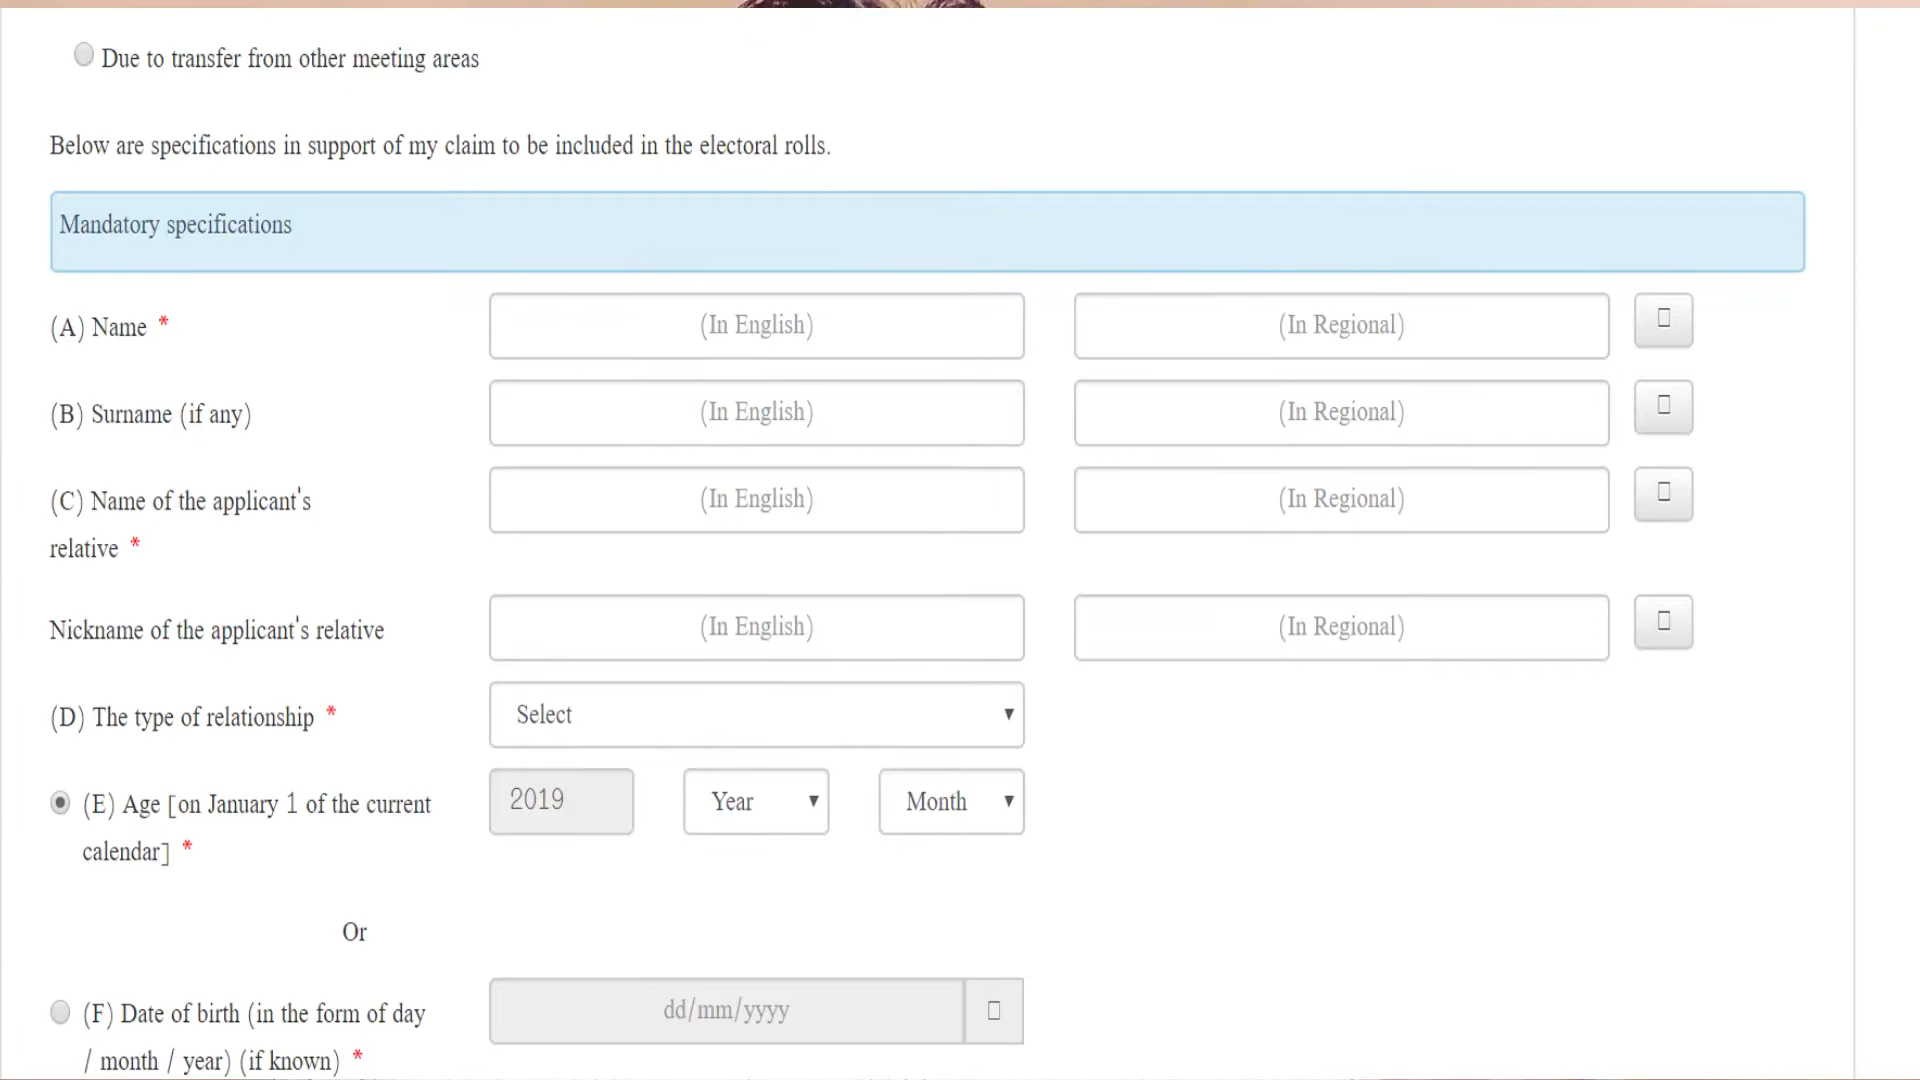 Due to transfer from other meeting areas
Below are specifications in support of my claim to be included in the electoral rolls.
Mandatory specifications
(A) Name * (In English) (In Regional)
(B) Surname (if any) (In English) (In Regional)
(C) Name of the applicant's (In English) (In Regional)
relative *
Nickname of the applicant's relative (In English) (In Regional)
(D) The type of relationship * Select
(E) Age [on January 1 of the current 2019 Year Month
calendar] *
Or
(F) Date of birth (in the form of day dd/mm/yyyy
/ month / year) (if known) *